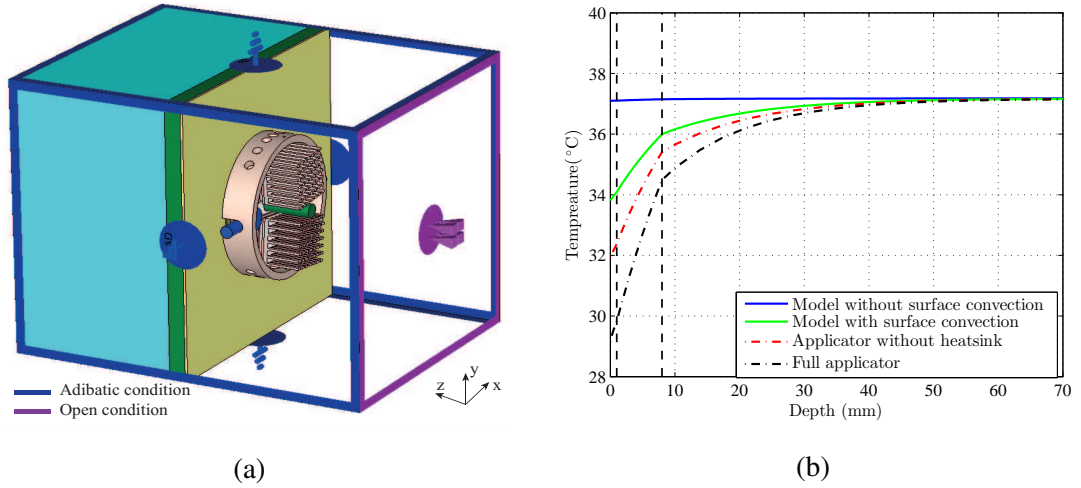 Adibatic condition
Open condition
y
z
x
(a)
Tempreature(°C)
40
38
36
34
32
30
28
0
10
20
30
40
50
60
70
Depth (mm)
Model without surface convection
Model with surface convection
Applicator without heatsink
Full applicator
(b)